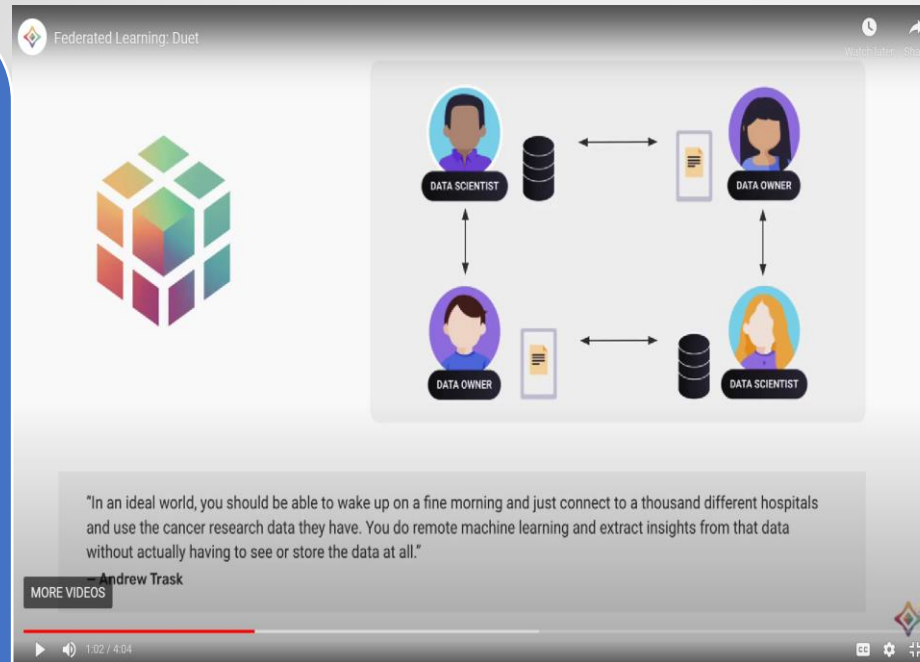 Federated Learning: Duet
Watch later
DATA SCIENTIST
DATA OWNER
DATA OWNER
DATA SCIENTIST
"In an ideal world, you should be able to wake up on a fine morning and just connect to a thousand different hospitals
and use the cancer research data they have. You do remote machine learning and extract insights from that data
without actually having to see or store the data at all."
– Andrew Trask
MORE VIDEOS
1:02 / 4:04
CC